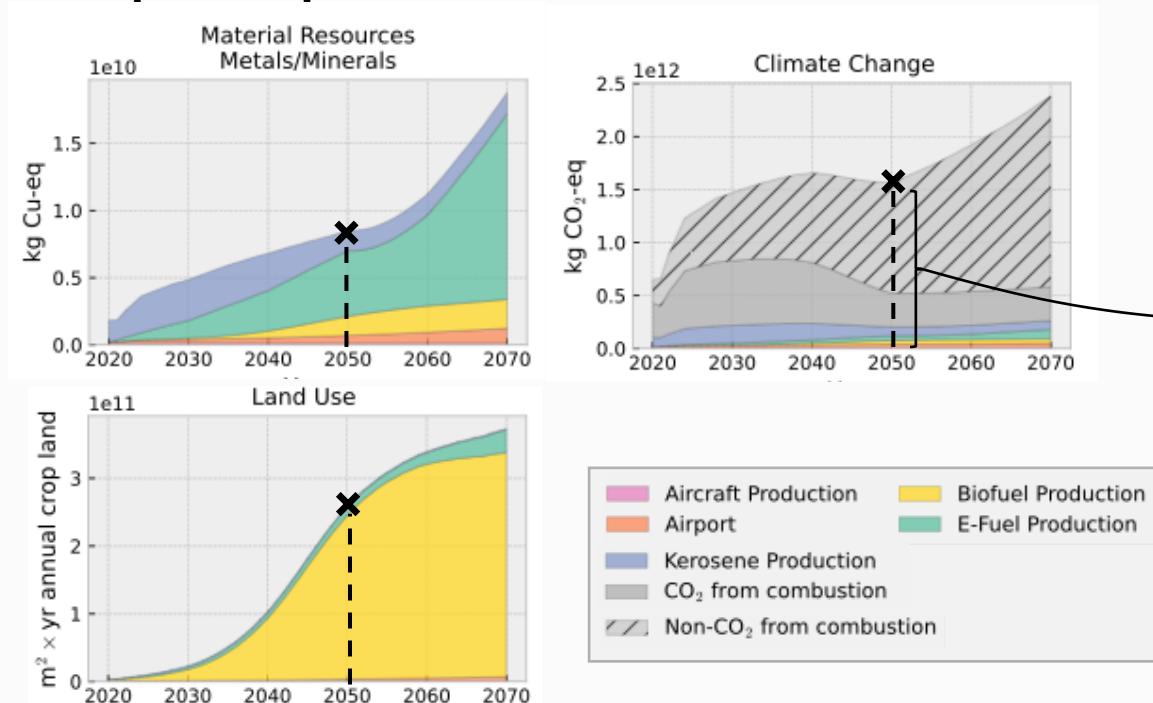 Material Resources
Metals/Minerals
1e10
kg Cu-eq
1.5
1.0
0.5
0.0
2020 2030 2040 2050 2060 2070
Climate Change
1e12
kg CO₂-eq
2.5
2.0
1.5
1.0
0.5
0.0
2020 2030 2040 2050 2060 2070
Land Use
1e11
m² × yr annual crop land
3
2
1
0
2020 2030 2040 2050 2060 2070
Aircraft Production
Airport
Kerosene Production
CO₂ from combustion
Non-CO₂ from combustion
Biofuel Production
E-Fuel Production